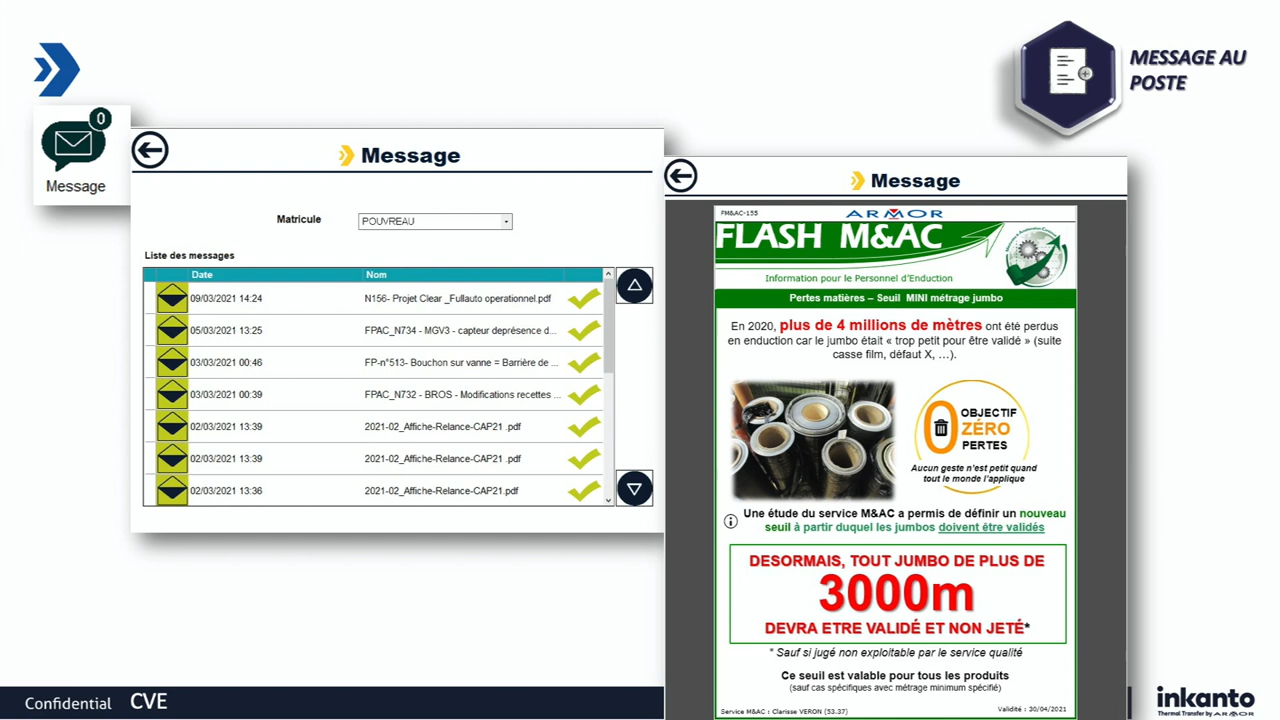 MESSAGE AU
POSTE
0
Message
Message
Matricule
POUVREAU
Liste des messages
Date Nom
09/03/2021 14:24 N156- Projet Clear _Fullauto operationnel.pdf
05/03/2021 13:25 FPAC_N734 - MGV3 - capteur depresence d...
03/03/2021 00:46 FP-n°513- Bouchon sur vanne = Barrière de ...
03/03/2021 00:39 FPAC_N732 - BROS - Modifications recettes ...
02/03/2021 13:39 2021-02_Affiche-Relance-CAP21 .pdf
02/03/2021 13:39 2021-02_Affiche-Relance-CAP21 .pdf
02/03/2021 13:36 2021-02_Affiche-Relance-CAP21.pdf
Message
FM&AC-155
ARMOR
FLASH M&AC
Information pour le Personnel d'Enduction
Pertes matières – Seuil MINI métrage jumbo
En 2020, plus de 4 millions de mètres ont été perdus
en enduction car le jumbo était « trop petit pour être validé » (suite
casse film, défaut X, ...).
0 OBJECTIF
ZÉRO
PERTES
Aucun geste n'est petit quand
tout le monde l'applique
Une étude du service M&AC a permis de définir un nouveau
seuil à partir duquel les jumbos doivent être validés
DESORMAIS, TOUT JUMBO DE PLUS DE
3000m
DEVRA ETRE VALIDÉ ET NON JETÉ*
* Sauf si jugé non exploitable par le service qualité
Ce seuil est valable pour tous les produits
(sauf cas spécifiques avec métrage minimum spécifié)
Service M&AC : Clarisse VERON (53.37) Validité : 30/04/2021
Confidential CVE
inkanto
Thermal Transfer by ARMOR